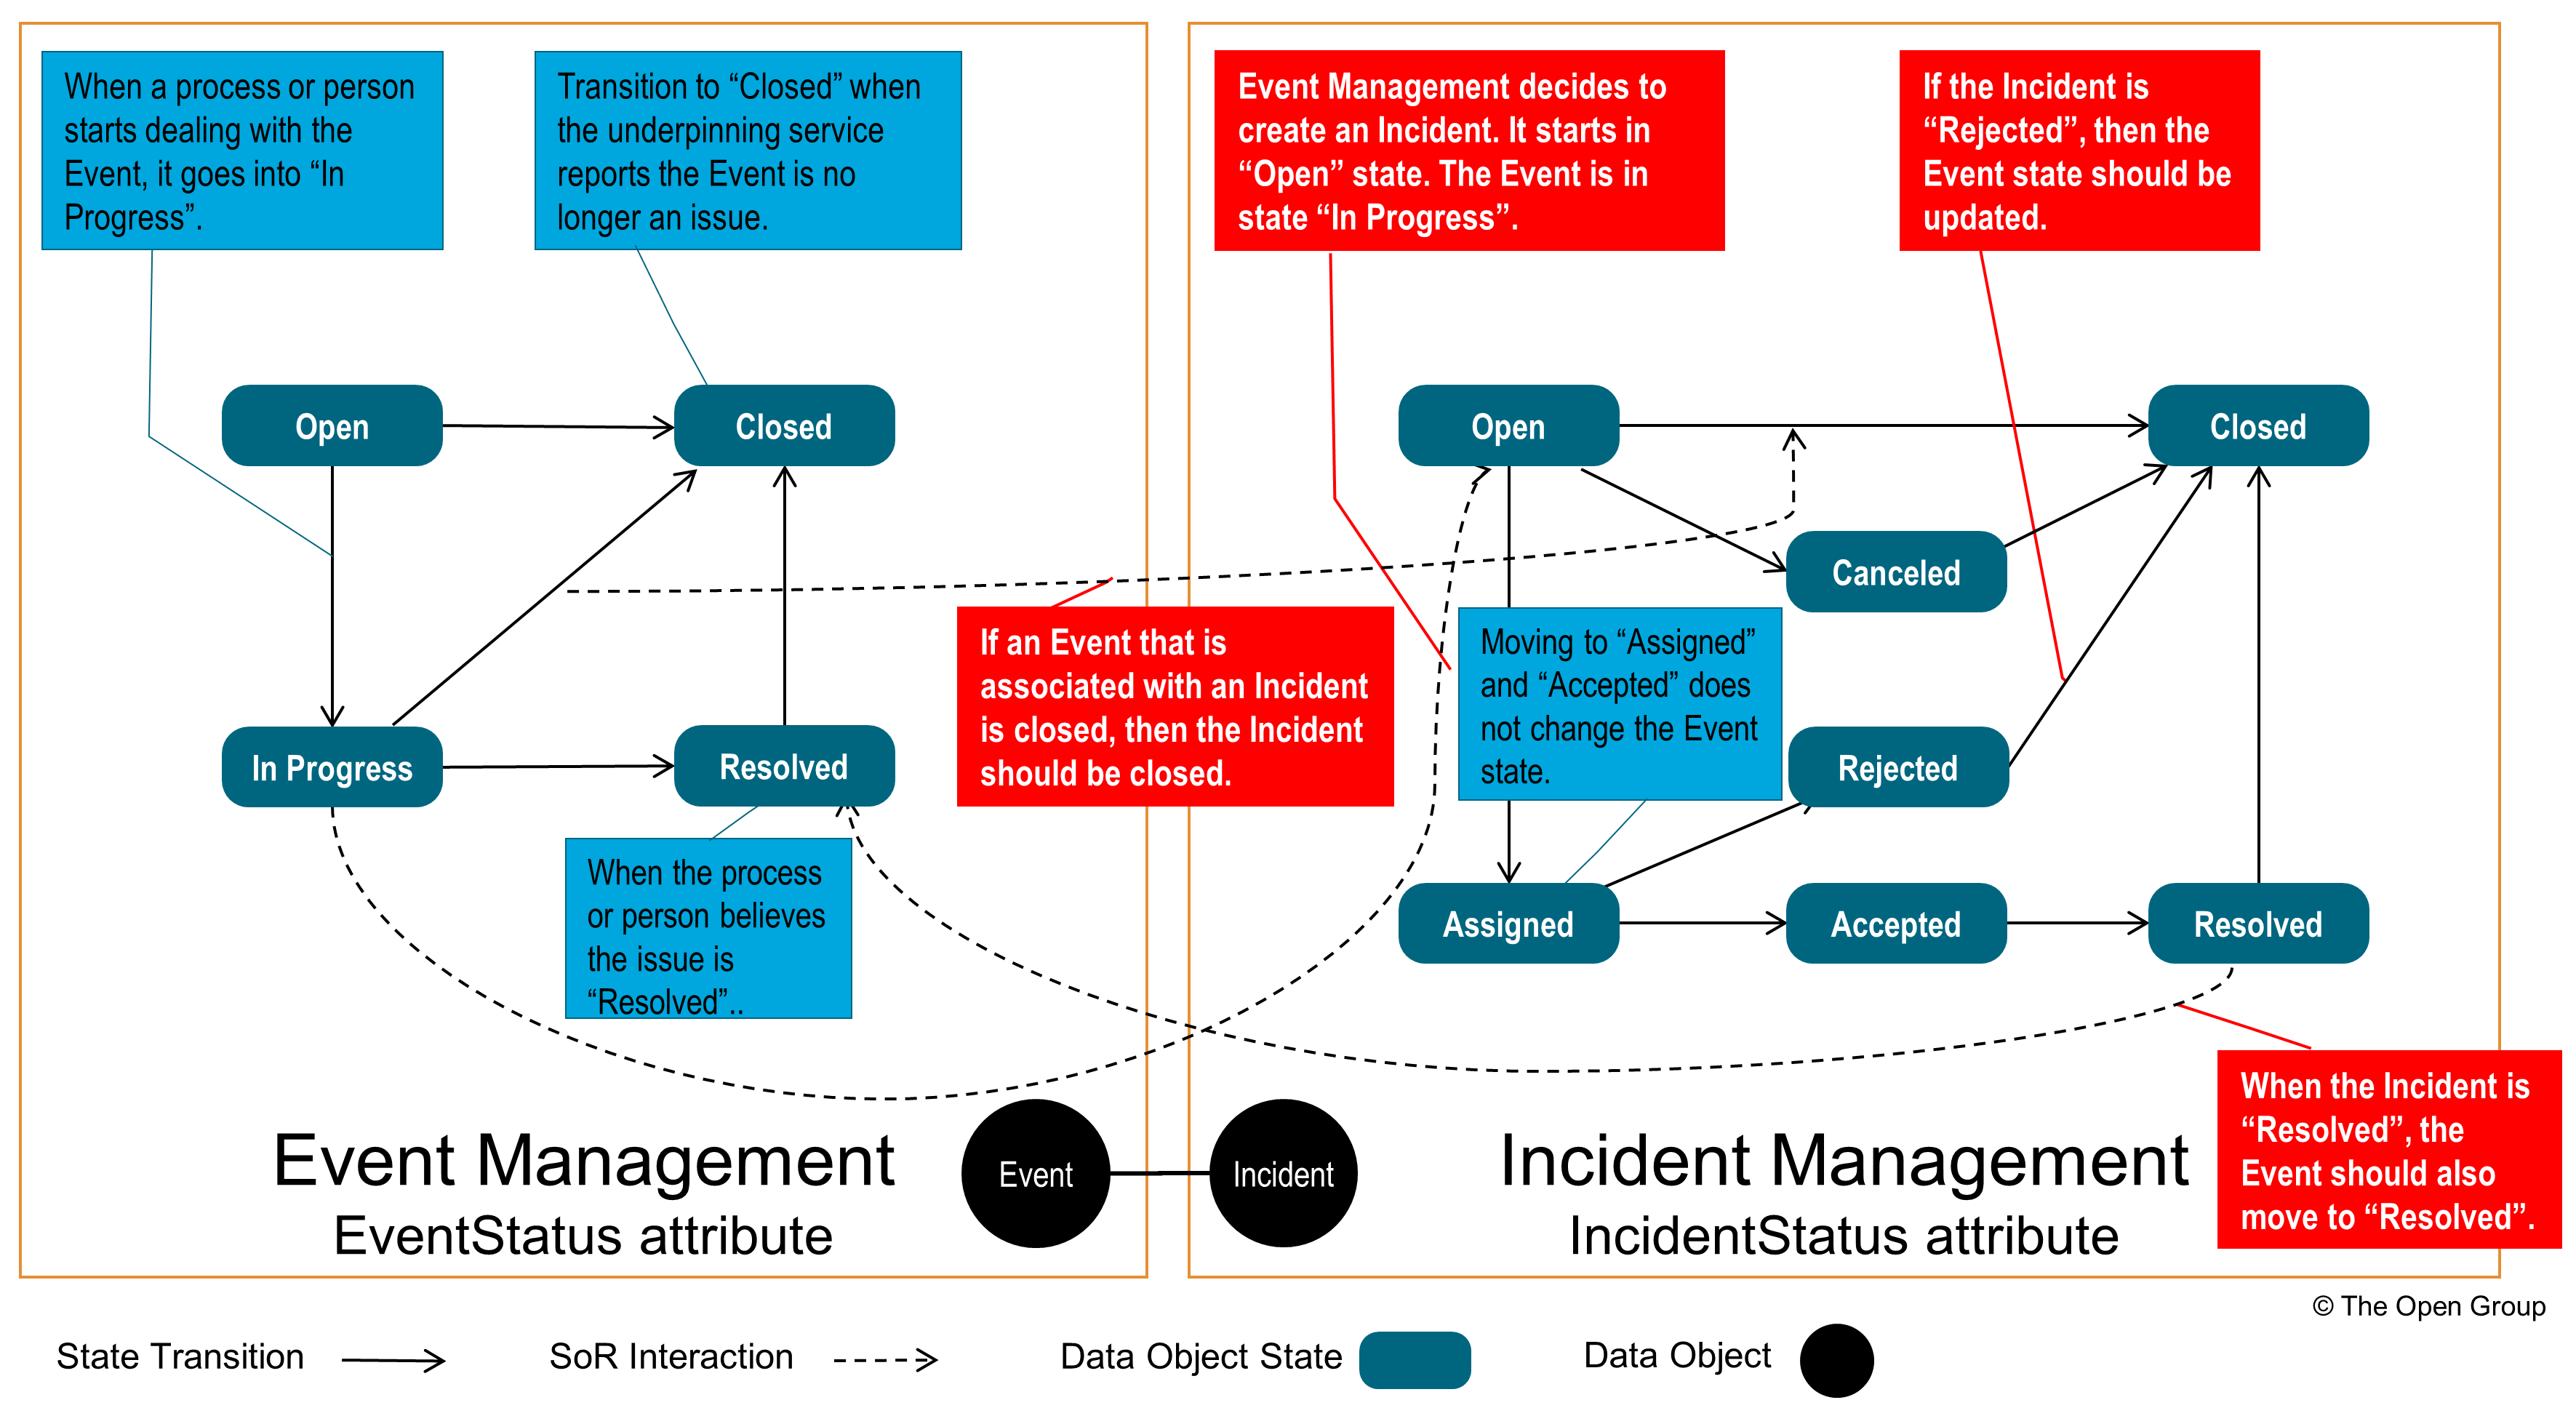 When a process or person
starts dealing with the
Event, it goes into “In
Progress”.
Transition to “Closed” when
the underpinning service
reports the Event is no
longer an issue.
Event Management decides to
create an Incident. It starts in
“Open” state. The Event is in
state “In Progress”.
If the Incident is
“Rejected”, then the
Event state should be
updated.
Open
Closed
Open
Closed
Canceled
If an Event that is
associated with an Incident
is closed, then the Incident
should be closed.
Moving to “Assigned”
and “Accepted” does
not change the Event
state.
In Progress
Resolved
Rejected
When the process
or person believes
the issue is
“Resolved”..
Assigned
Accepted
Resolved
When the Incident is
“Resolved”, the
Event should also
move to “Resolved”.
Event Management
EventStatus attribute
Event
Incident
Incident Management
IncidentStatus attribute
© The Open Group
State Transition
SoR Interaction
Data Object State
Data Object